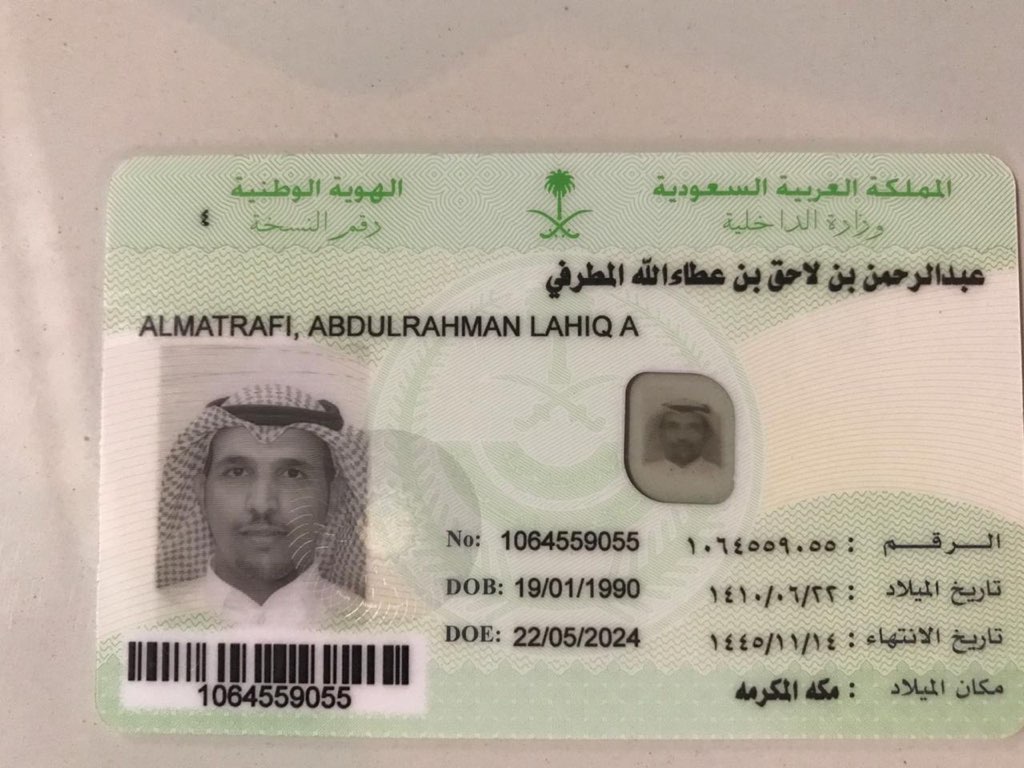 المملكة العربية السعودية
وزارة الداخلية
الهوية الوطنية
رقم النسخة ٤
عبدالرحمن بن لاحق بن عطاءالله المطرفي
ALMATRAFI, ABDULRAHMAN LAHIQ A
No: 1064559055 الرقم : ١٠٦٤٥٥٩٠٥٥
DOB: 19/01/1990 تاريخ الميلاد : ١٤١٠/٠٦/٢٢
DOE: 22/05/2024 تاريخ الانتهاء : ١٤٤٥/١١/١٤
مكان الميلاد : مكه المكرمه
1064559055